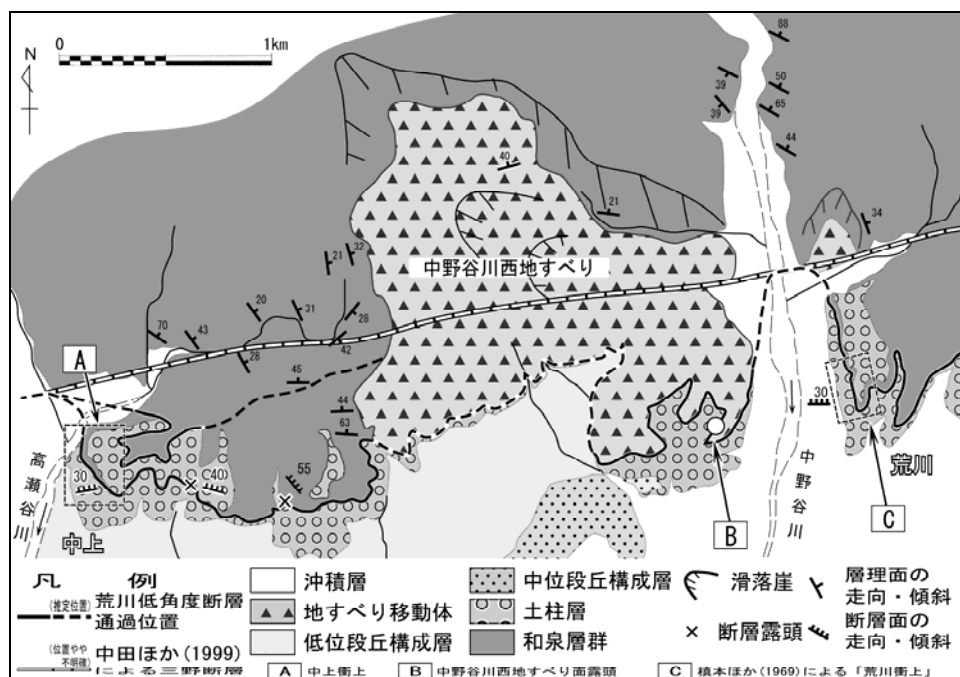 0 1km
N
88
39
50
39
65
44
40
21
34
32
21
中野谷川西地すべり
20
31
28
70
43
28
42
A
45
44
63
30
30
(40)
55
高瀬谷川
中上
中野谷川
荒川
B
C
凡 例
(推定位置) 荒川低角度断層
通過位置
(位置やや不明確) 中田ほか(1999)
による三野断層
沖積層
地すべり移動体
低位段丘構成層
中位段丘構成層
土柱層
和泉層群
滑落崖
断層露頭
層理面の
走向・傾斜
断層面の
走向・傾斜
A 中上衝上
B 中野谷川西地すべり面露頭
C 槙本ほか(1969)による「荒川衝上」